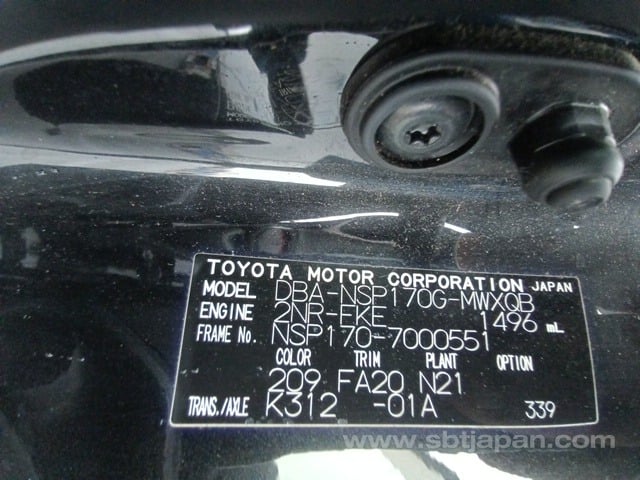 TOYOTA MOTOR CORPORATION JAPAN
MODEL DBA-NSP170G-MWXQB
ENGINE 2NR-FKE 1496 mL
FRAME No. NSP170-7000551
COLOR TRIM PLANT OPTION
209 FA20 N21
TRANS./AXLE K312 -01A 339
www.sbtjapan.com